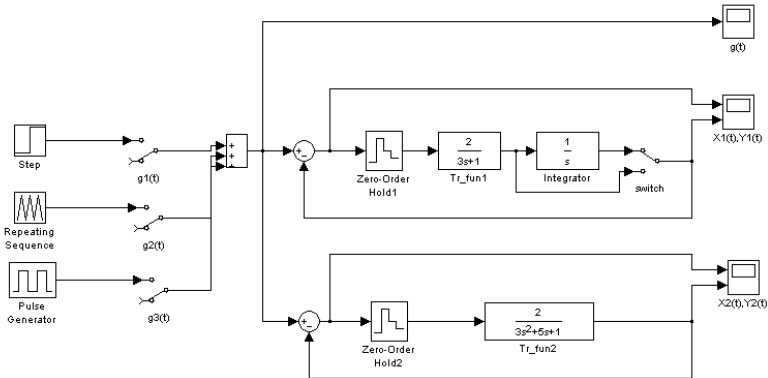 g(t)
X1(t),Y1(t)
Step
g1(t)
+
+
+
+
-
Zero-Order
Hold1
2
3s+1
Tr_fun1
1
s
Integrator
switch
Repeating
Sequence
g2(t)
Pulse
Generator
g3(t)
+
-
Zero-Order
Hold2
2
3s²+5s+1
Tr_fun2
X2(t),Y2(t)